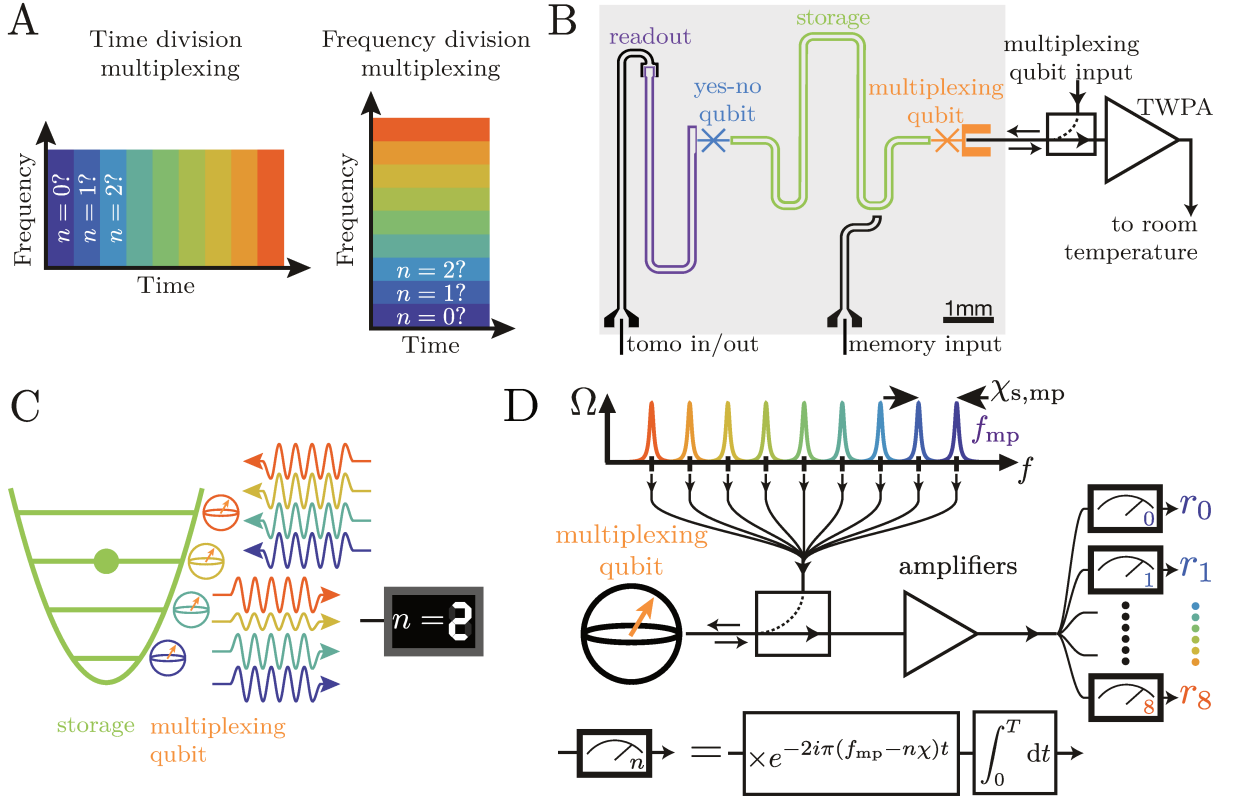 A
Time division
multiplexing
Frequency
n = 0?
n = 1?
n = 2?
Time
Frequency division
multiplexing
Frequency
n = 2?
n = 1?
n = 0?
Time
B
readout
storage
yes-no
qubit
multiplexing
qubit
multiplexing
qubit input
TWPA
to room
temperature
1mm
tomo in/out
memory input
C
n = 2
storage
multiplexing
qubit
D
Ω
χs,mp
fmp
f
multiplexing
qubit
amplifiers
0
r0
1
r1
8
r8
n
= ×e^{−2iπ(fmp−nχ)t} ∫_0^T dt